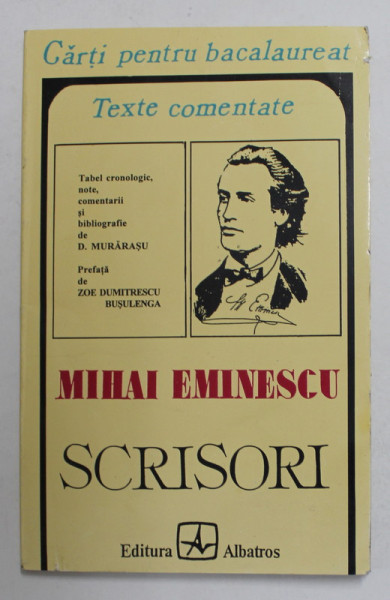 Cărți pentru bacalaureat
Texte comentate
Tabel cronologic,
note,
comentarii
și
bibliografie
de
D. MURĂRAȘU
Prefață
de
ZOE DUMITRESCU
BUȘULENGA
M. Eminescu
MIHAI EMINESCU
SCRISORI
Editura Albatros